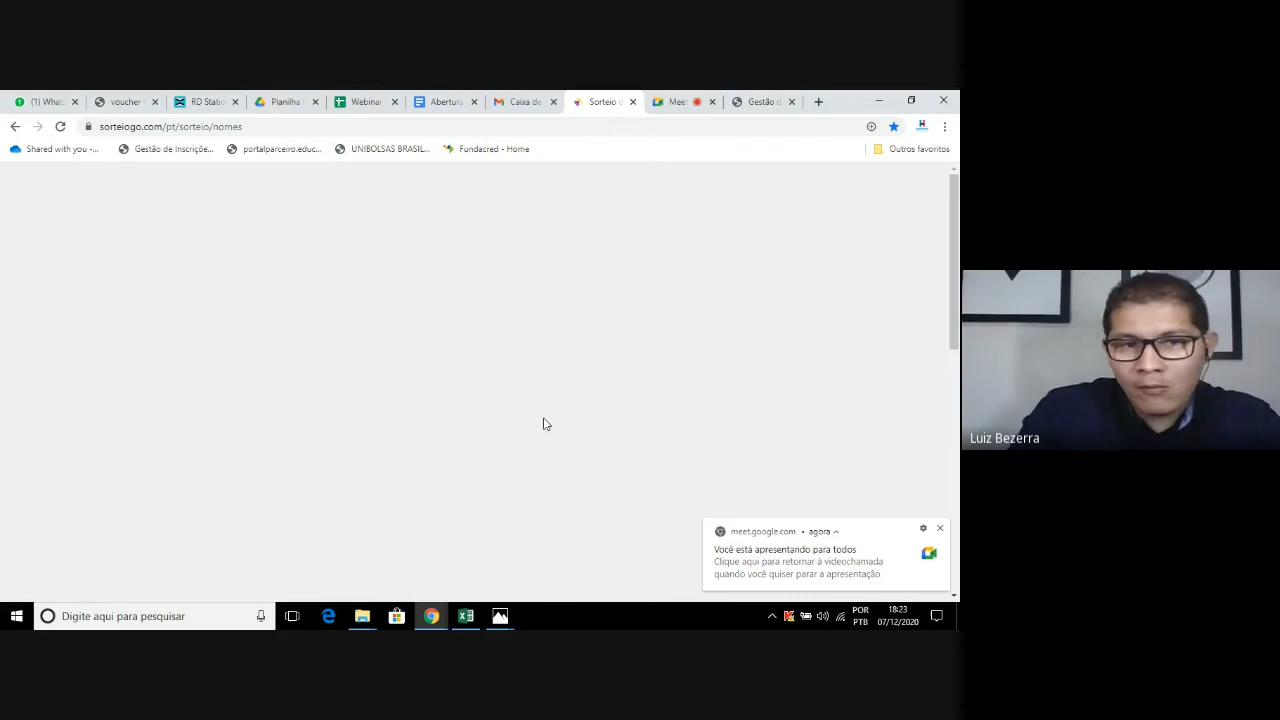 (1) What: voucher RD Static Planilha Webinar Abertura Caixa de Sorteio Meet Gestão d
sorteiogo.com/pt/sorteio/nomes
Shared with you -... Gestão de Inscriçõe... portalparceiro.educ... UNIBOLSAS BRASIL... Fundacred - Home Outros favoritos
Luiz Bezerra
meet.google.com • agora
Você está apresentando para todos
Clique aqui para retornar à videochamada
quando você quiser parar a apresentação
Digite aqui para pesquisar
POR
PTB
18:23
07/12/2020